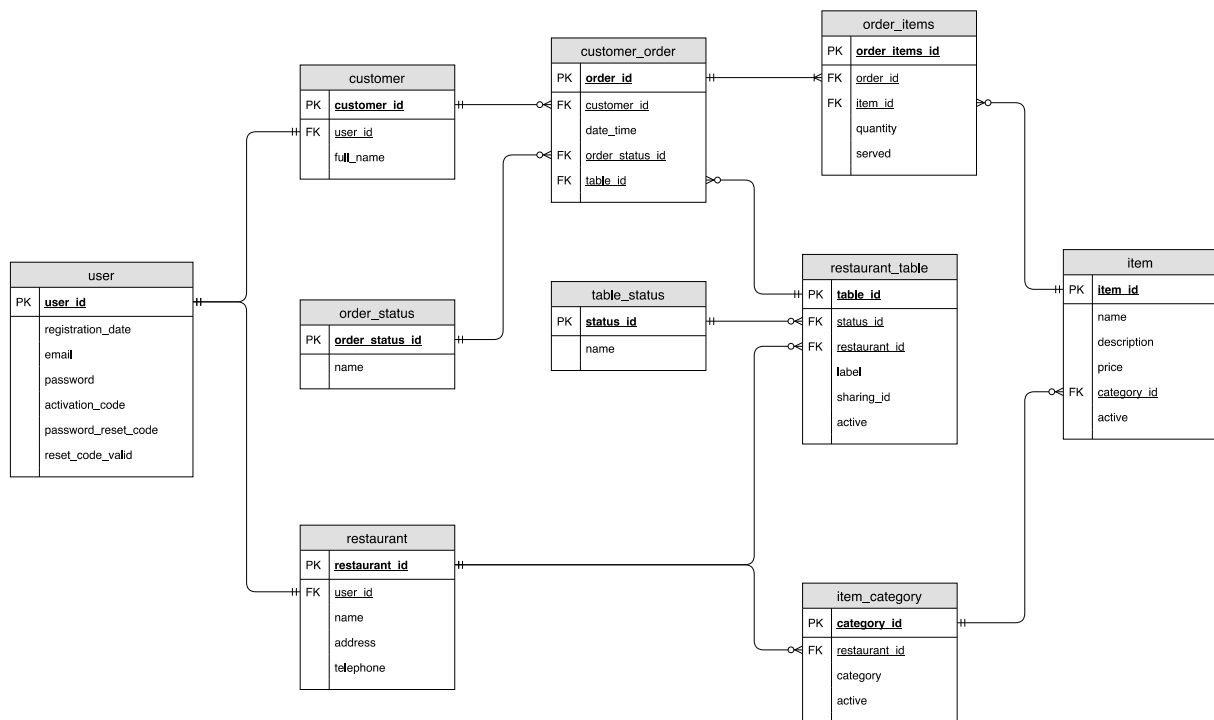 order_items
PK order_items_id
FK order_id
FK item_id
quantity
served
customer_order
PK order_id
FK customer_id
date_time
FK order_status_id
FK table_id
customer
PK customer_id
FK user_id
full_name
user
PK user_id
registration_date
email
password
activation_code
password_reset_code
reset_code_valid
order_status
PK order_status_id
name
table_status
PK status_id
name
restaurant_table
PK table_id
FK status_id
FK restaurant_id
label
sharing_id
active
item
PK item_id
name
description
price
FK category_id
active
restaurant
PK restaurant_id
FK user_id
name
address
telephone
item_category
PK category_id
FK restaurant_id
category
active